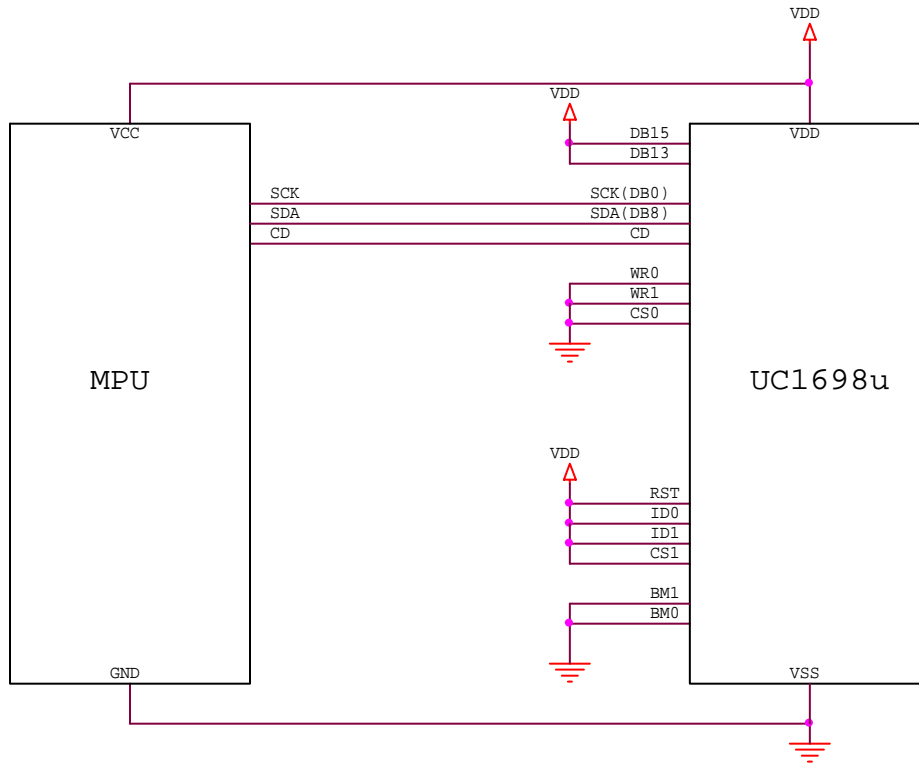 VDD
VDD
VCC
VDD
DB15
DB13
SCK
SCK(DB0)
SDA
SDA(DB8)
CD
CD
WR0
WR1
CS0
MPU
UC1698u
VDD
RST
ID0
ID1
CS1
BM1
BM0
GND
VSS